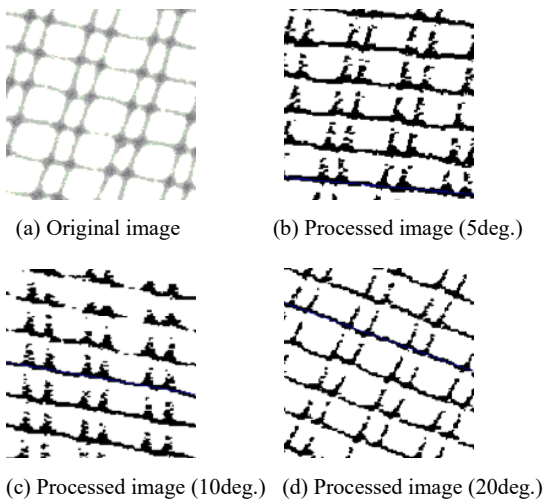 (a) Original image
(b) Processed image (5deg.)
(c) Processed image (10deg.)
(d) Processed image (20deg.)